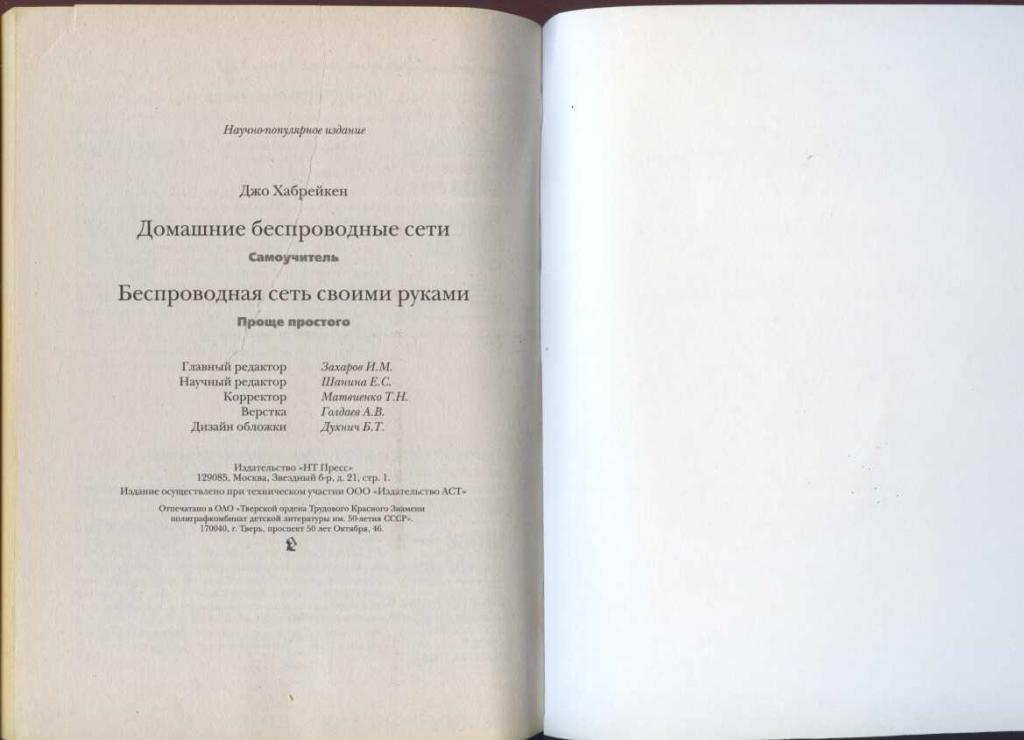 Научно-популярное издание
Джо Хабрейкен
Домашние беспроводные сети
Самоучитель
Беспроводная сеть своими руками
Проще простого
Главный редактор Захаров И.М.
Научный редактор Шанина Е.С.
Корректор Матвиенко Т.Н.
Верстка Голдаев А.В.
Дизайн обложки Духнич Б.Т.
Издательство «НТ Пресс»
129085, Москва, Звездный б-р, д. 21, стр. 1.
Издание осуществлено при техническом участии ООО «Издательство АСТ»
Отпечатано в ОАО «Тверской ордена Трудового Красного Знамени
полиграфкомбинат детской литературы им. 50-летия СССР».
170040, г. Тверь, проспект 50 лет Октября, 46.